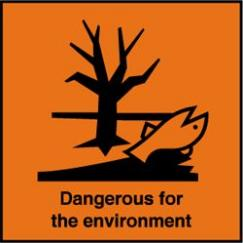 Dangerous for
the environment